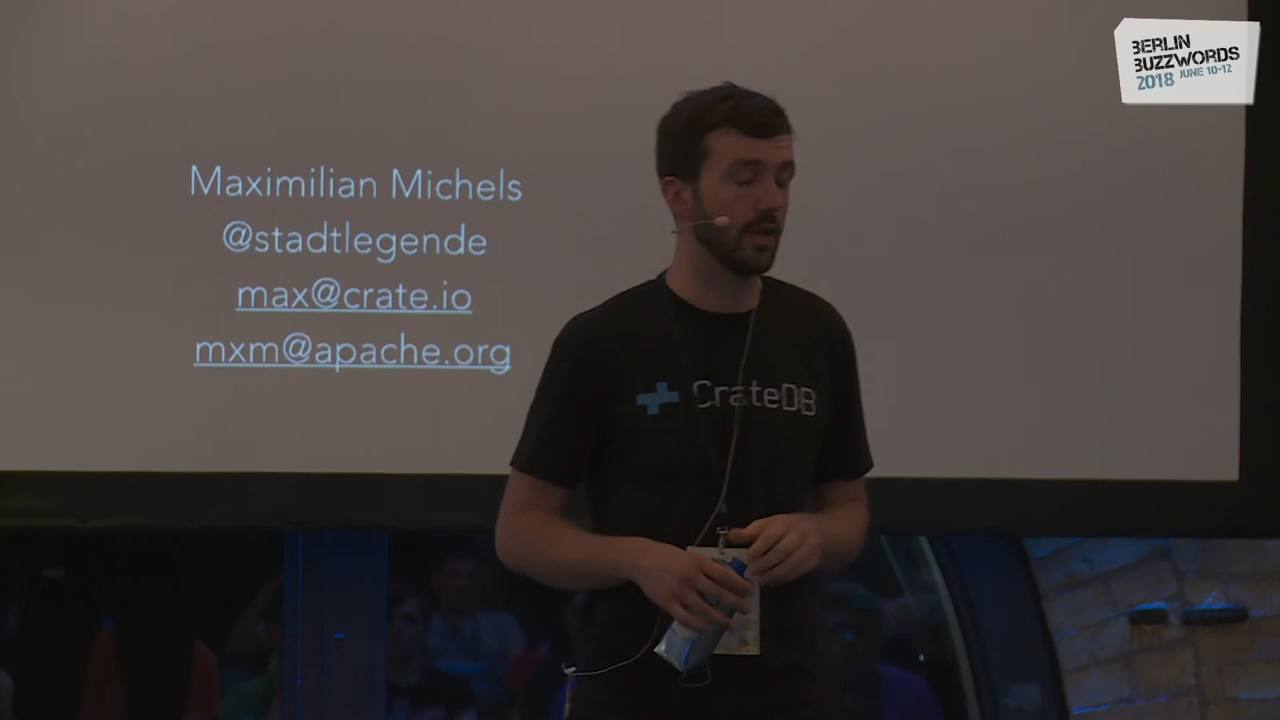 BERLIN
BUZZWORDS
2018 JUNE 10-12
Maximilian Michels
@stadtlegende
max@crate.io
mxm@apache.org
CrateDB